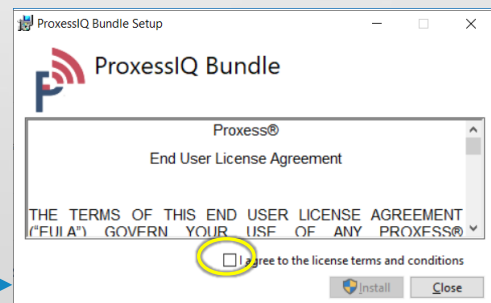 ProxessIQ Bundle Setup
ProxessIQ Bundle
Proxess®
End User License Agreement
THE TERMS OF THIS END USER LICENSE AGREEMENT
("EULA") GOVERN YOUR USE OF ANY PROXESS®
I agree to the license terms and conditions
Install Close